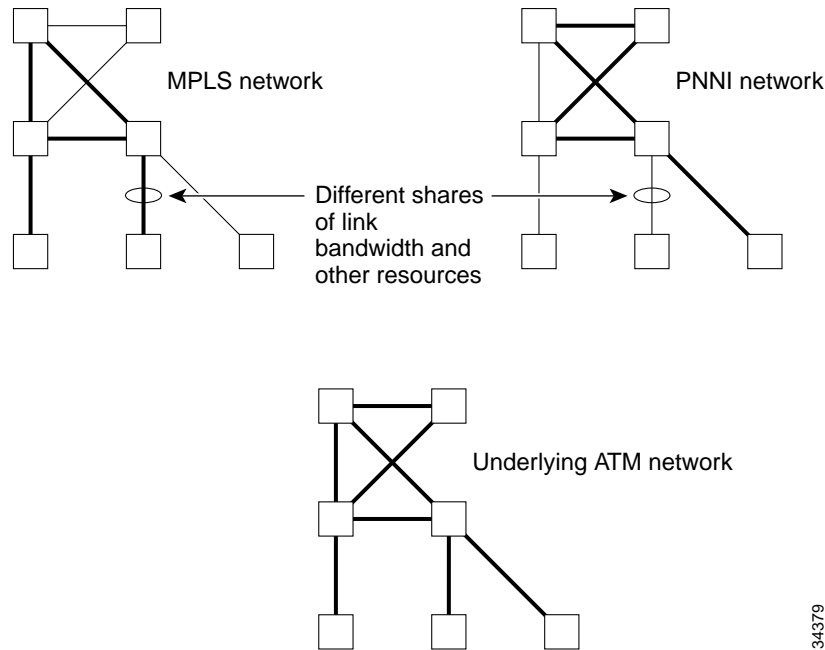 MPLS network
PNNI network
Different shares
of link
bandwidth and
other resources
Underlying ATM network
34379